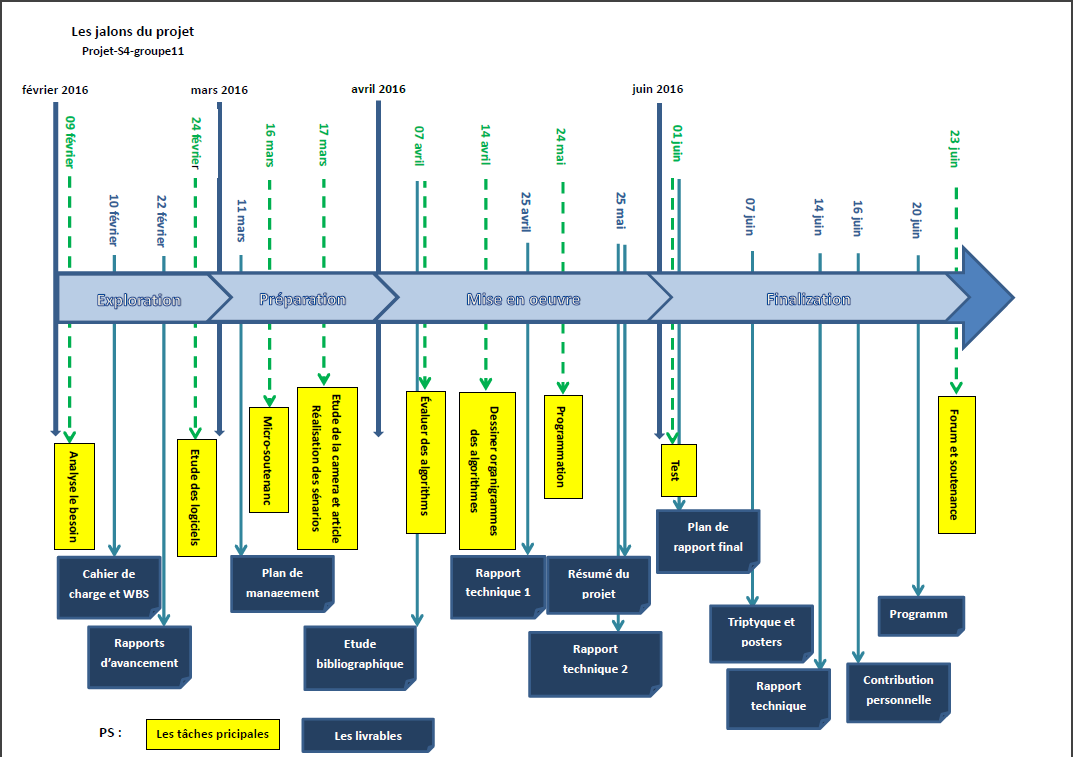 Les jalons du projet
Projet-S4-groupe11
février 2016
mars 2016
avril 2016
juin 2016
09 février
24 février
16 mars
17 mars
07 avril
14 avril
24 mai
01 juin
23 juin
10 février
22 février
11 mars
25 avril
25 mai
07 juin
14 juin
16 juin
20 juin
Exploration
Préparation
Mise en oeuvre
Finalization
Analyse le besoin
Etude des logiciels
Micro-soutenanc
Etude de la camera et article
Réalisation des sénarios
Évaluer des algorithms
Dessiner organigrammes
des algorithmes
Programmation
Test
Forum et soutenance
Cahier de
charge et WBS
Rapports
d'avancement
Plan de
management
Etude
bibliographique
Rapport
technique 1
Résumé du
projet
Rapport
technique 2
Plan de
rapport final
Triptyque et
posters
Rapport
technique
Contribution
personnelle
Programm
PS :
Les tâches pricipales
Les livrables